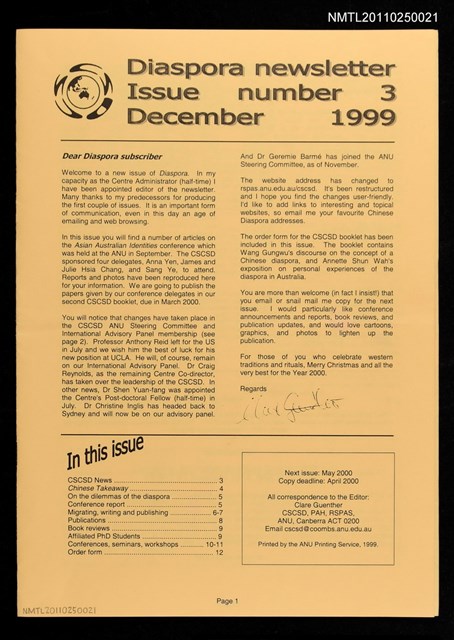 NMTL20110250021
Diaspora newsletter
Issue number 3
December 1999
Dear Diaspora subscriber
Welcome to a new issue of Diaspora. In my
capacity as the Centre Administrator (half-time) I
have been appointed editor of the newsletter.
Many thanks to my predecessors for producing
the first couple of issues. It is an important form
of communication, even in this day an age of
emailing and web browsing.
In this issue you will find a number of articles on
the Asian Australian Identities conference which
was held at the ANU in September. The CSCSD
sponsored four delegates, Anna Yen, James and
Julie Hsia Chang, and Sang Ye, to attend.
Reports and photos have been reproduced here
for your information. We are going to publish the
papers given by our conference delegates in our
second CSCSD booklet, due in March 2000.
You will notice that changes have taken place in
the CSCSD ANU Steering Committee and
International Advisory Panel membership (see
page 2). Professor Anthony Reid left for the US
in July and we wish him the best of luck for his
new position at UCLA. He will, of course, remain
on our International Advisory Panel. Dr Craig
Reynolds, as the remaining Centre Co-director,
has taken over the leadership of the CSCSD. In
other news, Dr Shen Yuan-fang was appointed
the Centre's Post-doctoral Fellow (half-time) in
July. Dr Christine Inglis has headed back to
Sydney and will now be on our advisory panel.
And Dr Geremie Barmé has joined the ANU
Steering Committee, as of November.
The website address has changed to
rspas.anu.edu.au/cscsd. It's been restructured
and I hope you find the changes user-friendly.
I'd like to add links to interesting and topical
websites, so email me your favourite Chinese
Diaspora addresses.
The order form for the CSCSD booklet has been
included in this issue. The booklet contains
Wang Gungwu's discourse on the concept of a
Chinese diaspora, and Annette Shun Wah's
exposition on personal experiences of the
diaspora in Australia.
You are more than welcome (in fact I insist!) that
you email or snail mail me copy for the next
issue. I would particularly like conference
announcements and reports, book reviews, and
publication updates, and would love cartoons,
graphics, and photos to lighten up the
publication.
For those of you who celebrate western
traditions and rituals, Merry Christmas and all the
very best for the Year 2000.
Regards
In this issue
CSCSD News ........................................ 3
Chinese Takeaway .................................. 4
On the dilemmas of the diaspora ............... 5
Conference report .................................. 5
Migrating, writing and publishing ............. 6-7
Publications ........................................ 8
Book reviews ....................................... 9
Affiliated PhD Students ........................... 9
Conferences, seminars, workshops ........... 10-11
Order form ......................................... 12
Next issue: May 2000
Copy deadline: April 2000
All correspondence to the Editor:
Clare Guenther
CSCSD, PAH, RSPAS,
ANU, Canberra ACT 0200
Email cscsd@coombs.anu.edu.au
Printed by the ANU Printing Service, 1999.
Page 1
NMTL20110250021